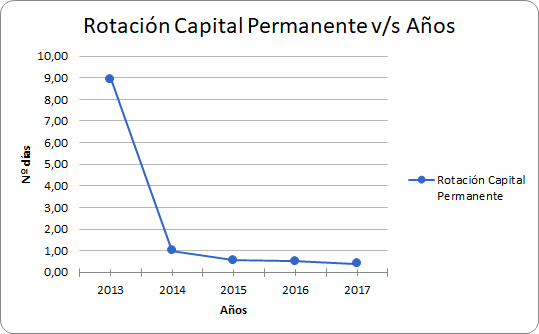 Rotación Capital Permanente v/s Años
10,00
9,00
8,00
7,00
6,00
5,00
4,00
3,00
2,00
1,00
0,00
Nº días
2013 2014 2015 2016 2017
Años
Rotación Capital
Permanente